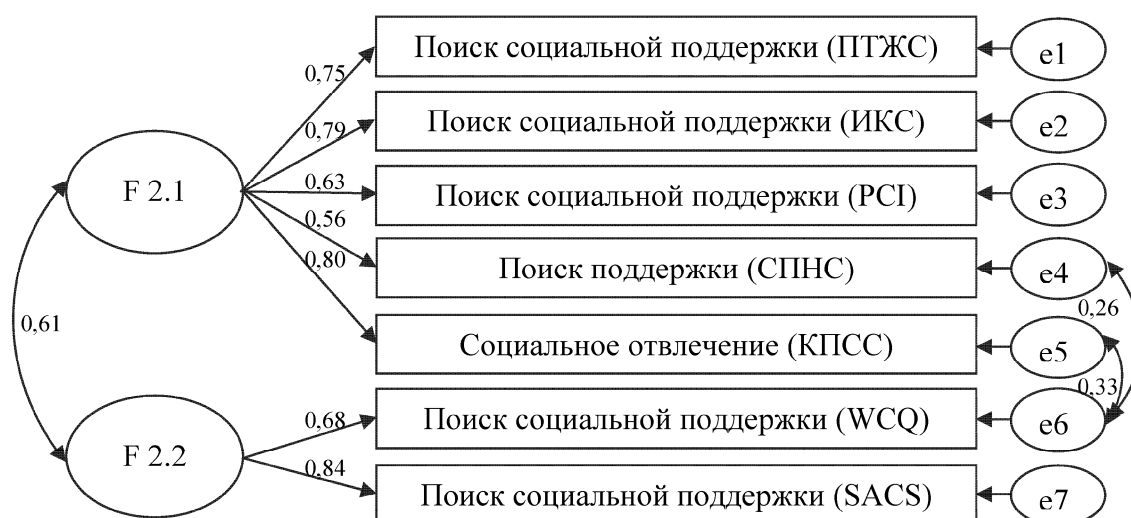 Поиск социальной поддержки (ПТЖС)
e1
0,75
Поиск социальной поддержки (ИКС)
e2
0,79
F 2.1
0,63
Поиск социальной поддержки (PCI)
e3
0,56
Поиск поддержки (СПНС)
e4
0,80
0,26
0,61
Социальное отвлечение (КПСС)
e5
0,33
F 2.2
0,68
Поиск социальной поддержки (WCQ)
e6
0,84
Поиск социальной поддержки (SACS)
e7